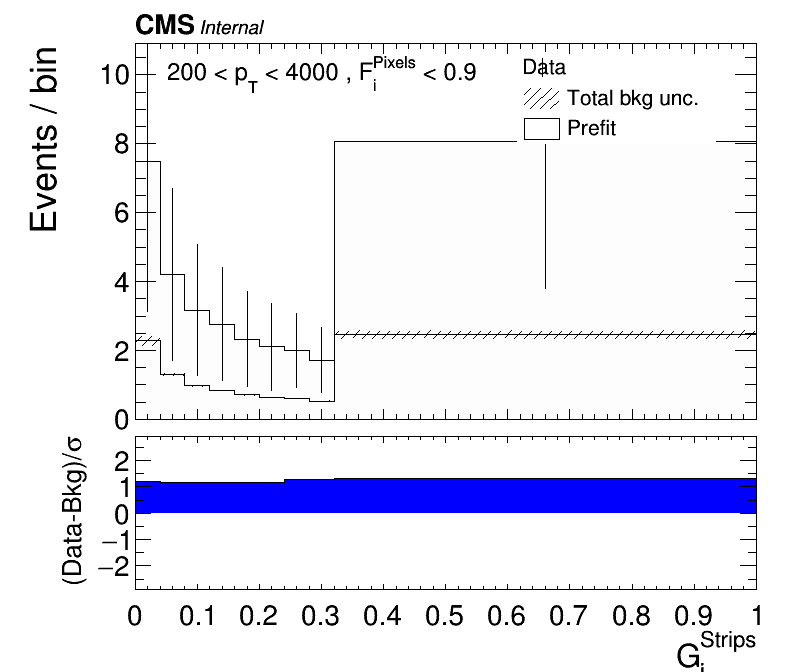 CMS Internal
Events / bin
200 < p_T < 4000 , F_i^Pixels < 0.9
Data
Total bkg unc.
Prefit
10
8
6
4
2
0
(Data-Bkg)/σ
2
1
0
−1
−2
0 0.1 0.2 0.3 0.4 0.5 0.6 0.7 0.8 0.9 1
G_i^Strips